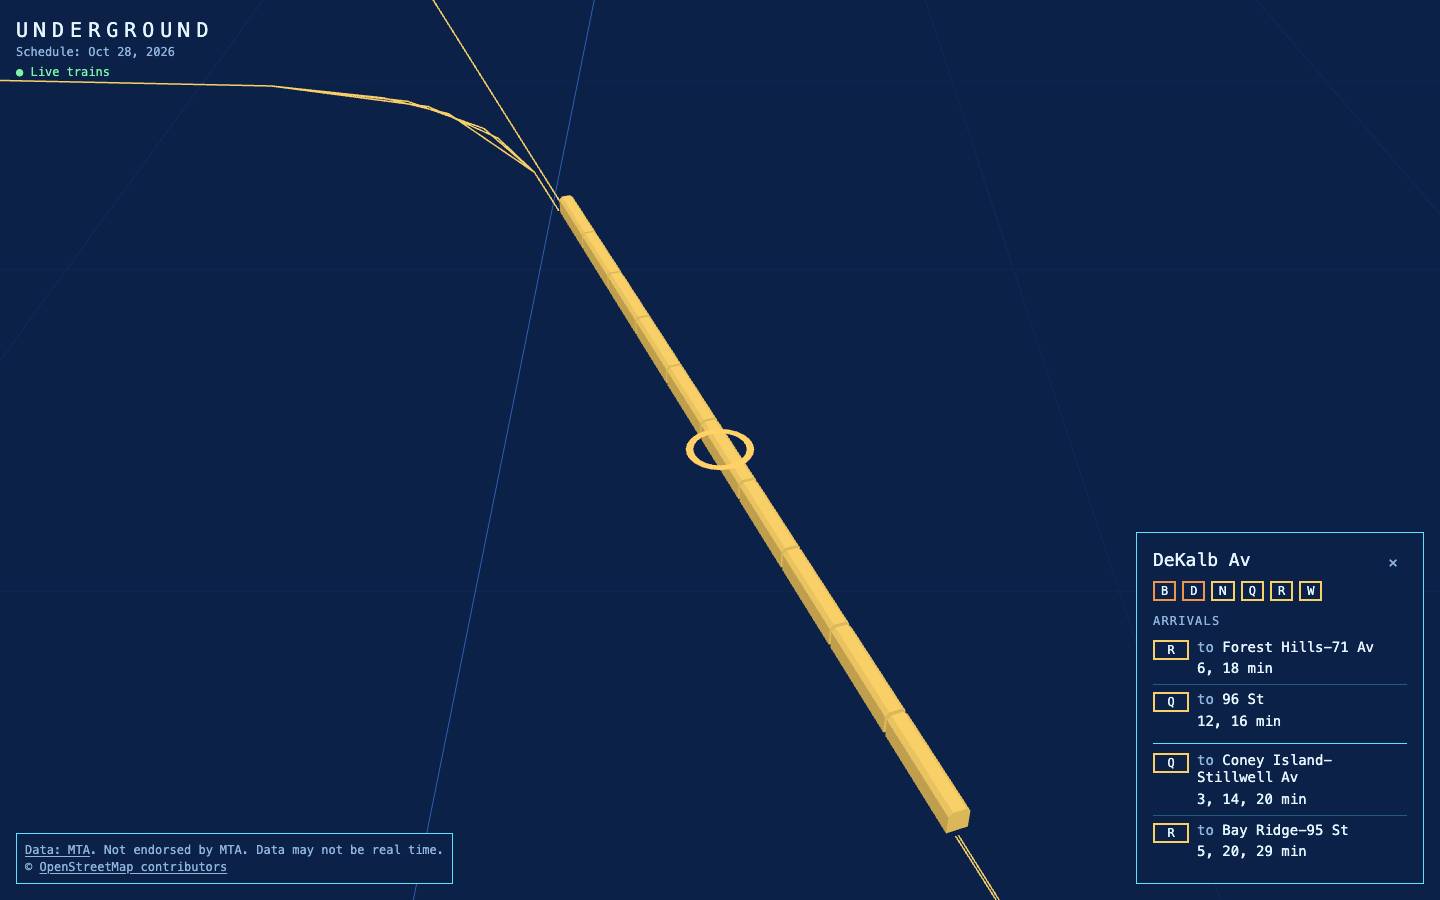 UNDERGROUND
Schedule: Oct 28, 2026
● Live trains
DeKalb Av ×
B D N Q R W
ARRIVALS
R to Forest Hills–71 Av
6, 18 min
Q to 96 St
12, 16 min
Q to Coney Island–
Stillwell Av
3, 14, 20 min
R to Bay Ridge–95 St
5, 20, 29 min
Data: MTA. Not endorsed by MTA. Data may not be real time.
© OpenStreetMap contributors